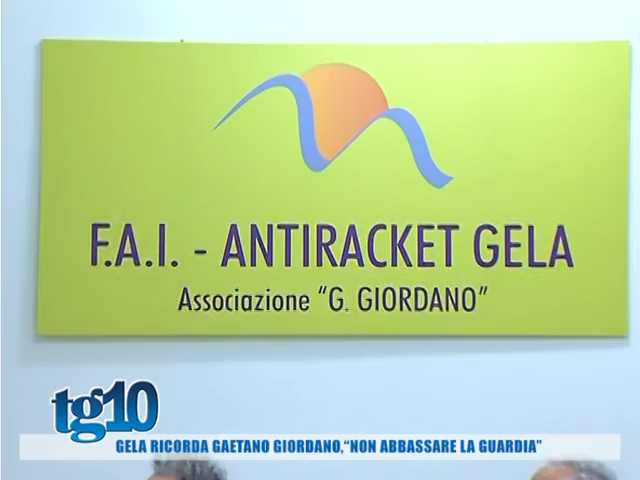 F.A.I. - ANTIRACKET GELA
Associazione "G. GIORDANO"
tg10
GELA RICORDA GAETANO GIORDANO,“NON ABBASSARE LA GUARDIA”